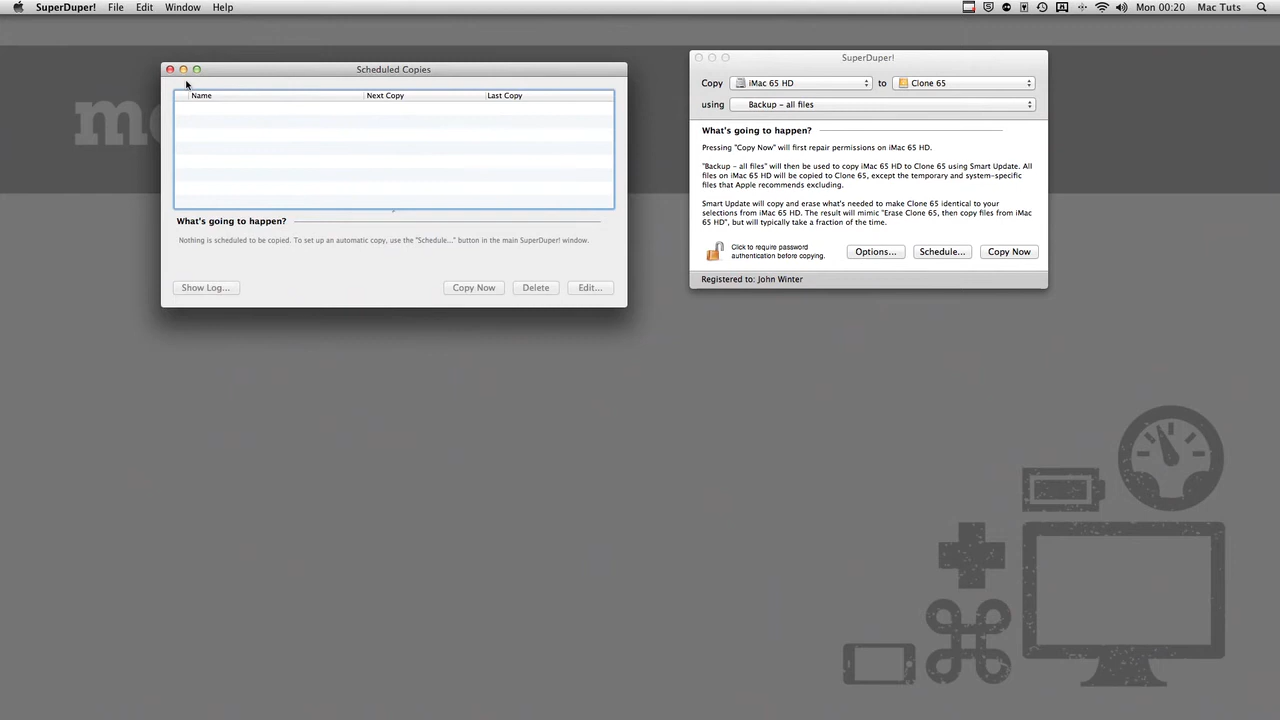 SuperDuper! File Edit Window Help Mon 00:20 Mac Tuts
Scheduled Copies
Name Next Copy Last Copy
What's going to happen?
Nothing is scheduled to be copied. To set up an automatic copy, use the "Schedule..." button in the main SuperDuper! window.
Show Log... Copy Now Delete Edit...
SuperDuper!
Copy iMac 65 HD to Clone 65
using Backup - all files
What's going to happen?
Pressing "Copy Now" will first repair permissions on iMac 65 HD.
"Backup - all files" will then be used to copy iMac 65 HD to Clone 65 using Smart Update. All
files on iMac 65 HD will be copied to Clone 65, except the temporary and system-specific
files that Apple recommends excluding.
Smart Update will copy and erase what's needed to make Clone 65 identical to your
selections from iMac 65 HD. The result will mimic "Erase Clone 65, then copy files from iMac
65 HD", but will typically take a fraction of the time.
Click to require password
authentication before copying.
Options... Schedule... Copy Now
Registered to: John Winter